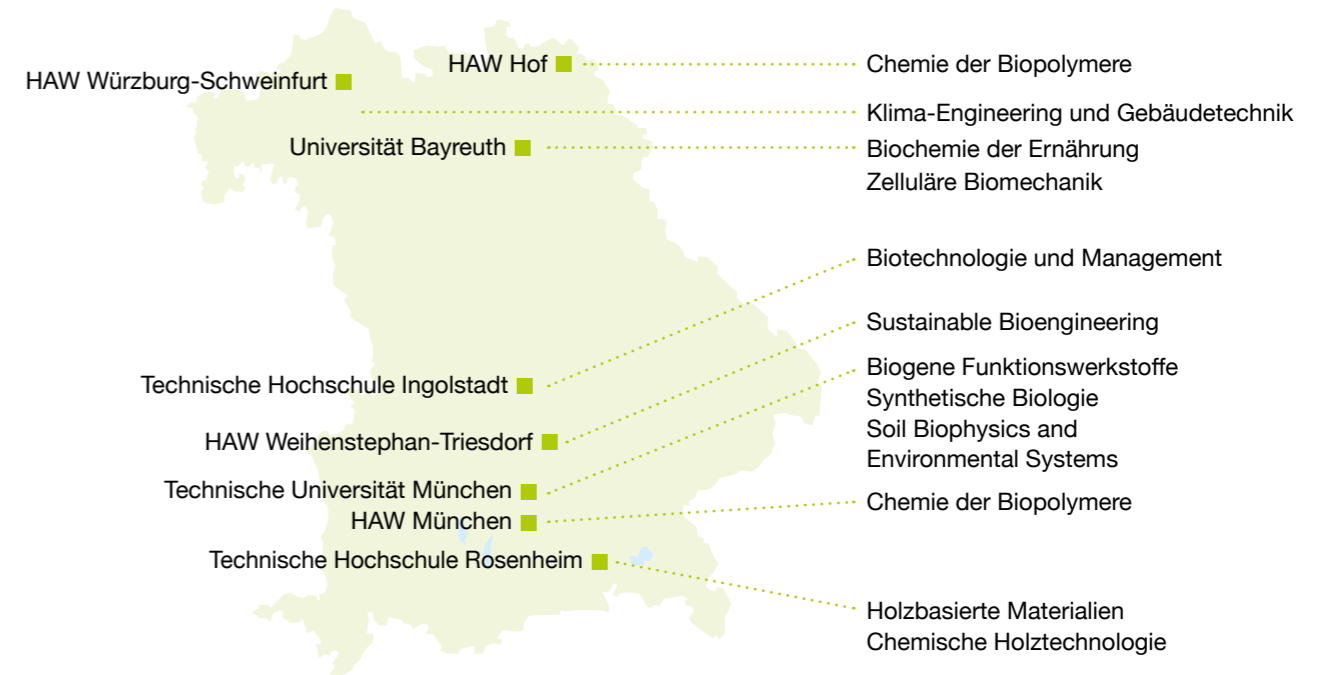 HAW Hof
Chemie der Biopolymere
HAW Würzburg-Schweinfurt
Klima-Engineering und Gebäudetechnik
Universität Bayreuth
Biochemie der Ernährung
Zelluläre Biomechanik
Technische Hochschule Ingolstadt
Biotechnologie und Management
HAW Weihenstephan-Triesdorf
Sustainable Bioengineering
Technische Universität München
Biogene Funktionswerkstoffe
Synthetische Biologie
Soil Biophysics and
Environmental Systems
HAW München
Chemie der Biopolymere
Technische Hochschule Rosenheim
Holzbasierte Materialien
Chemische Holztechnologie